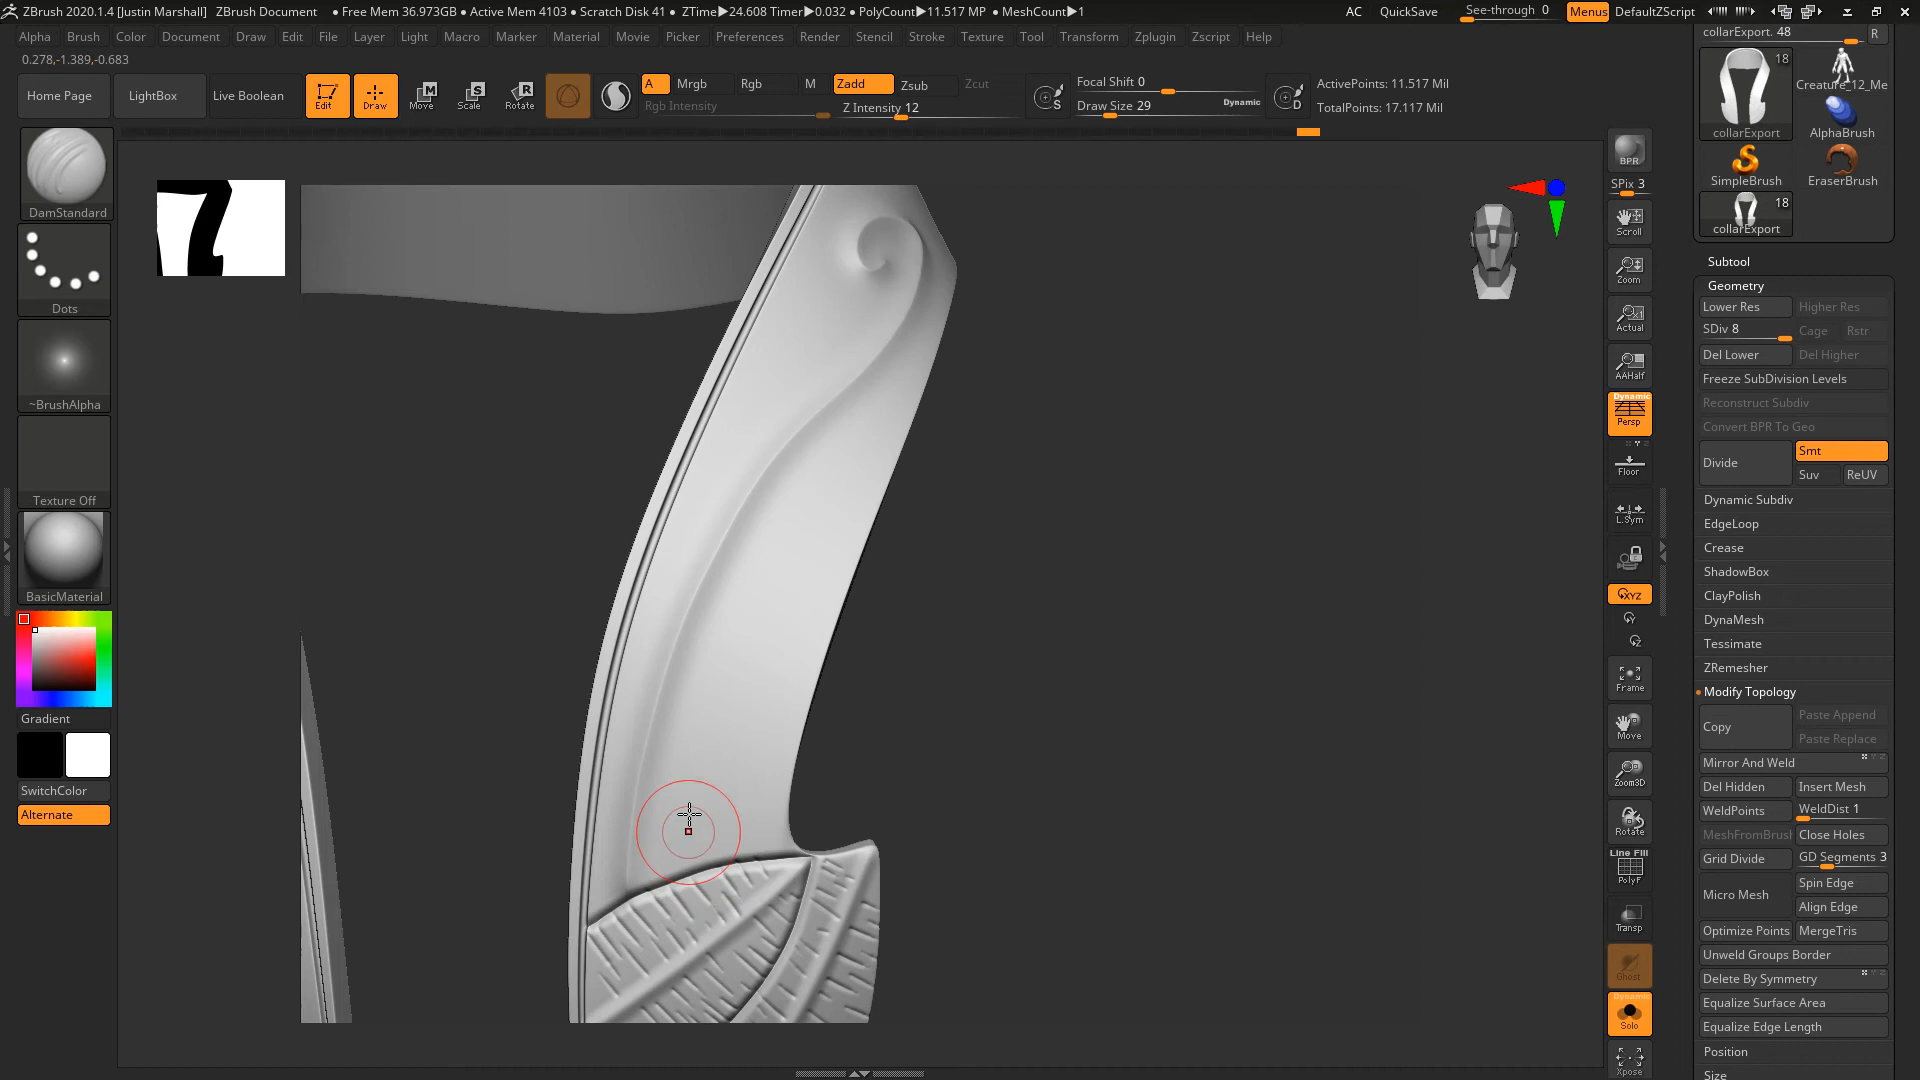 ZBrush 2020.1.4 [Justin Marshall] ZBrush Document • Free Mem 36.973GB • Active Mem 4103 • Scratch Disk 41 • ZTime▶24.608 Timer▶0.032 • PolyCount▶11.517 MP • MeshCount▶1 AC QuickSave See-through 0 Menus DefaultZScript
Alpha Brush Color Document Draw Edit File Layer Light Macro Marker Material Movie Picker Preferences Render Stencil Stroke Texture Tool Transform Zplugin Zscript Help
0.278,-1.389,-0.683
Home Page LightBox Live Boolean Edit Draw Move Scale Rotate
A Mrgb Rgb M Zadd Zsub Zcut
Rgb Intensity Z Intensity 12
Focal Shift 0
Draw Size 29 Dynamic
ActivePoints: 11.517 Mil
TotalPoints: 17.117 Mil
DamStandard
Dots
~BrushAlpha
Texture Off
BasicMaterial
Gradient
SwitchColor
Alternate
BPR
SPix 3
Scroll
Zoom
Actual
AAHalf
Dynamic
Persp
Floor
L.Sym
XYZ
Frame
Move
Zoom3D
Rotate
Line Fill
PolyF
Transp
Ghost
Dynamic
Solo
Xpose
collarExport. 48 R
18
collarExport Creature_12_Me
AlphaBrush
SimpleBrush EraserBrush
18
collarExport
Subtool
Geometry
Lower Res Higher Res
SDiv 8 Cage Rstr
Del Lower Del Higher
Freeze SubDivision Levels
Reconstruct Subdiv
Convert BPR To Geo
Divide Smt
Suv ReUV
Dynamic Subdiv
EdgeLoop
Crease
ShadowBox
ClayPolish
DynaMesh
Tessimate
ZRemesher
Modify Topology
Copy Paste Append
Paste Replace
Mirror And Weld
Del Hidden Insert Mesh
WeldPoints WeldDist 1
MeshFromBrus Close Holes
Grid Divide GD Segments 3
Micro Mesh Spin Edge
Align Edge
Optimize Points MergeTris
Unweld Groups Border
Delete By Symmetry
Equalize Surface Area
Equalize Edge Length
Position
Size